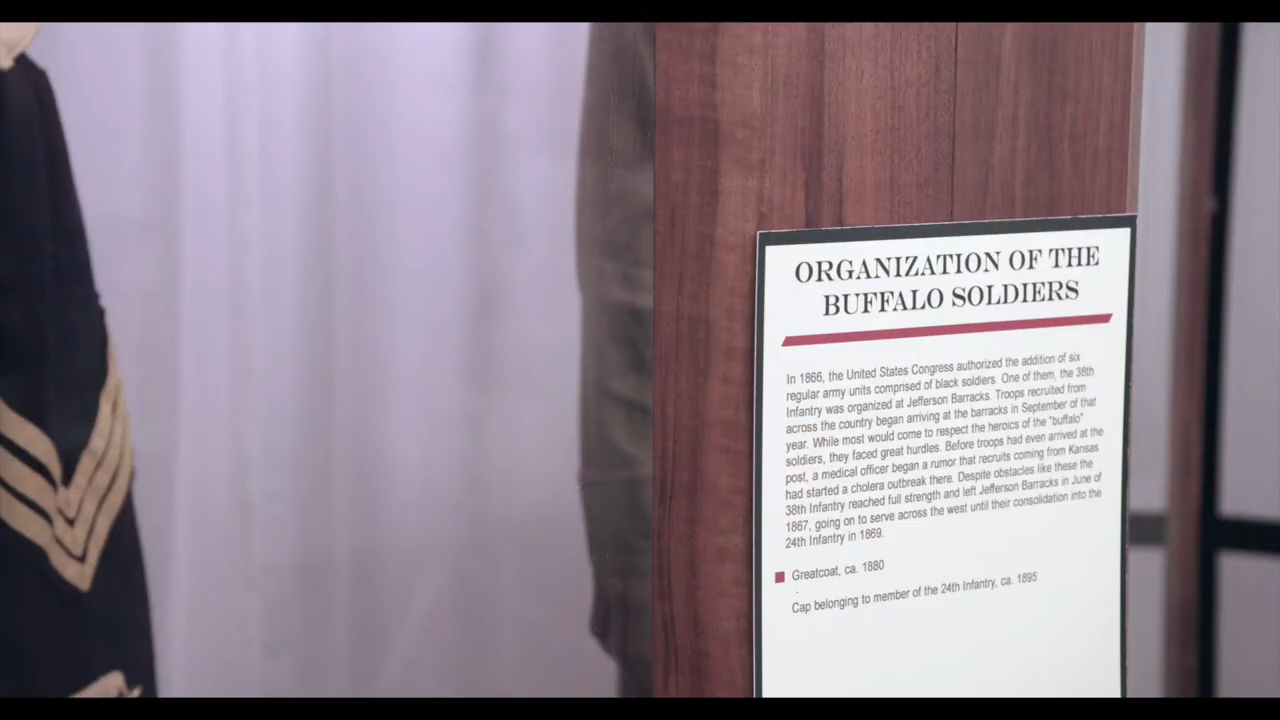 ORGANIZATION OF THE
BUFFALO SOLDIERS
In 1866, the United States Congress authorized the addition of six
regular army units comprised of black soldiers. One of them, the 38th
Infantry was organized at Jefferson Barracks. Troops recruited from
across the country began arriving at the barracks in September of that
year. While most would come to respect the heroics of the "buffalo"
soldiers, they faced great hurdles. Before troops had even arrived at the
post, a medical officer began a rumor that recruits coming from Kansas
had started a cholera outbreak there. Despite obstacles like these the
38th Infantry reached full strength and left Jefferson Barracks in June of
1867, going on to serve across the west until their consolidation into the
24th Infantry in 1869.
Greatcoat, ca. 1880
Cap belonging to member of the 24th Infantry, ca. 1895